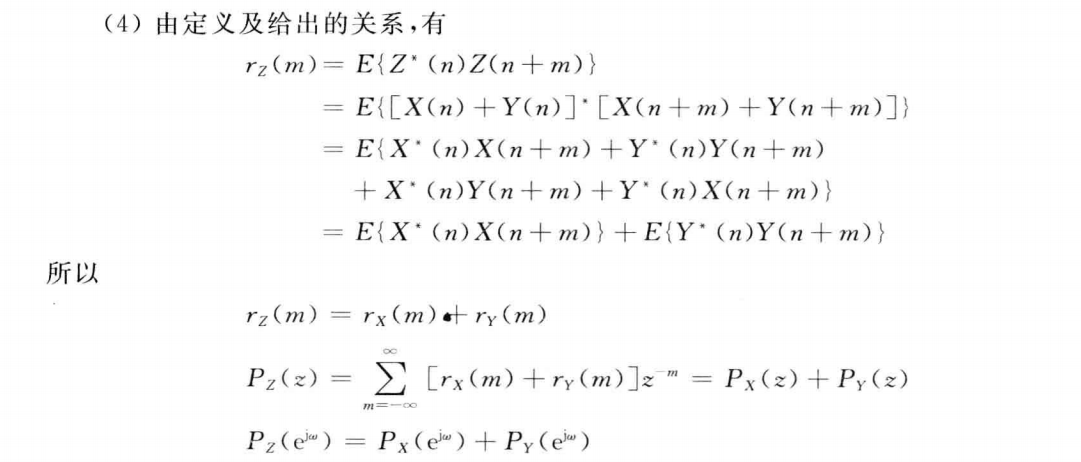 （4）由定义及给出的关系,有
r_Z(m)= E{Z*(n)Z(n+m)}
= E{[X(n)+Y(n)]*[X(n+m)+Y(n+m)]}
= E{X*(n)X(n+m)+Y*(n)Y(n+m)
+X*(n)Y(n+m)+Y*(n)X(n+m)}
= E{X*(n)X(n+m)}+E{Y*(n)Y(n+m)}
所以
r_Z(m) = r_X(m)+r_Y(m)
P_Z(z) = ∑_{m=-∞}^{∞} [r_X(m)+r_Y(m)]z^{-m} = P_X(z)+P_Y(z)
P_Z(e^{jω}) = P_X(e^{jω})+P_Y(e^{jω})